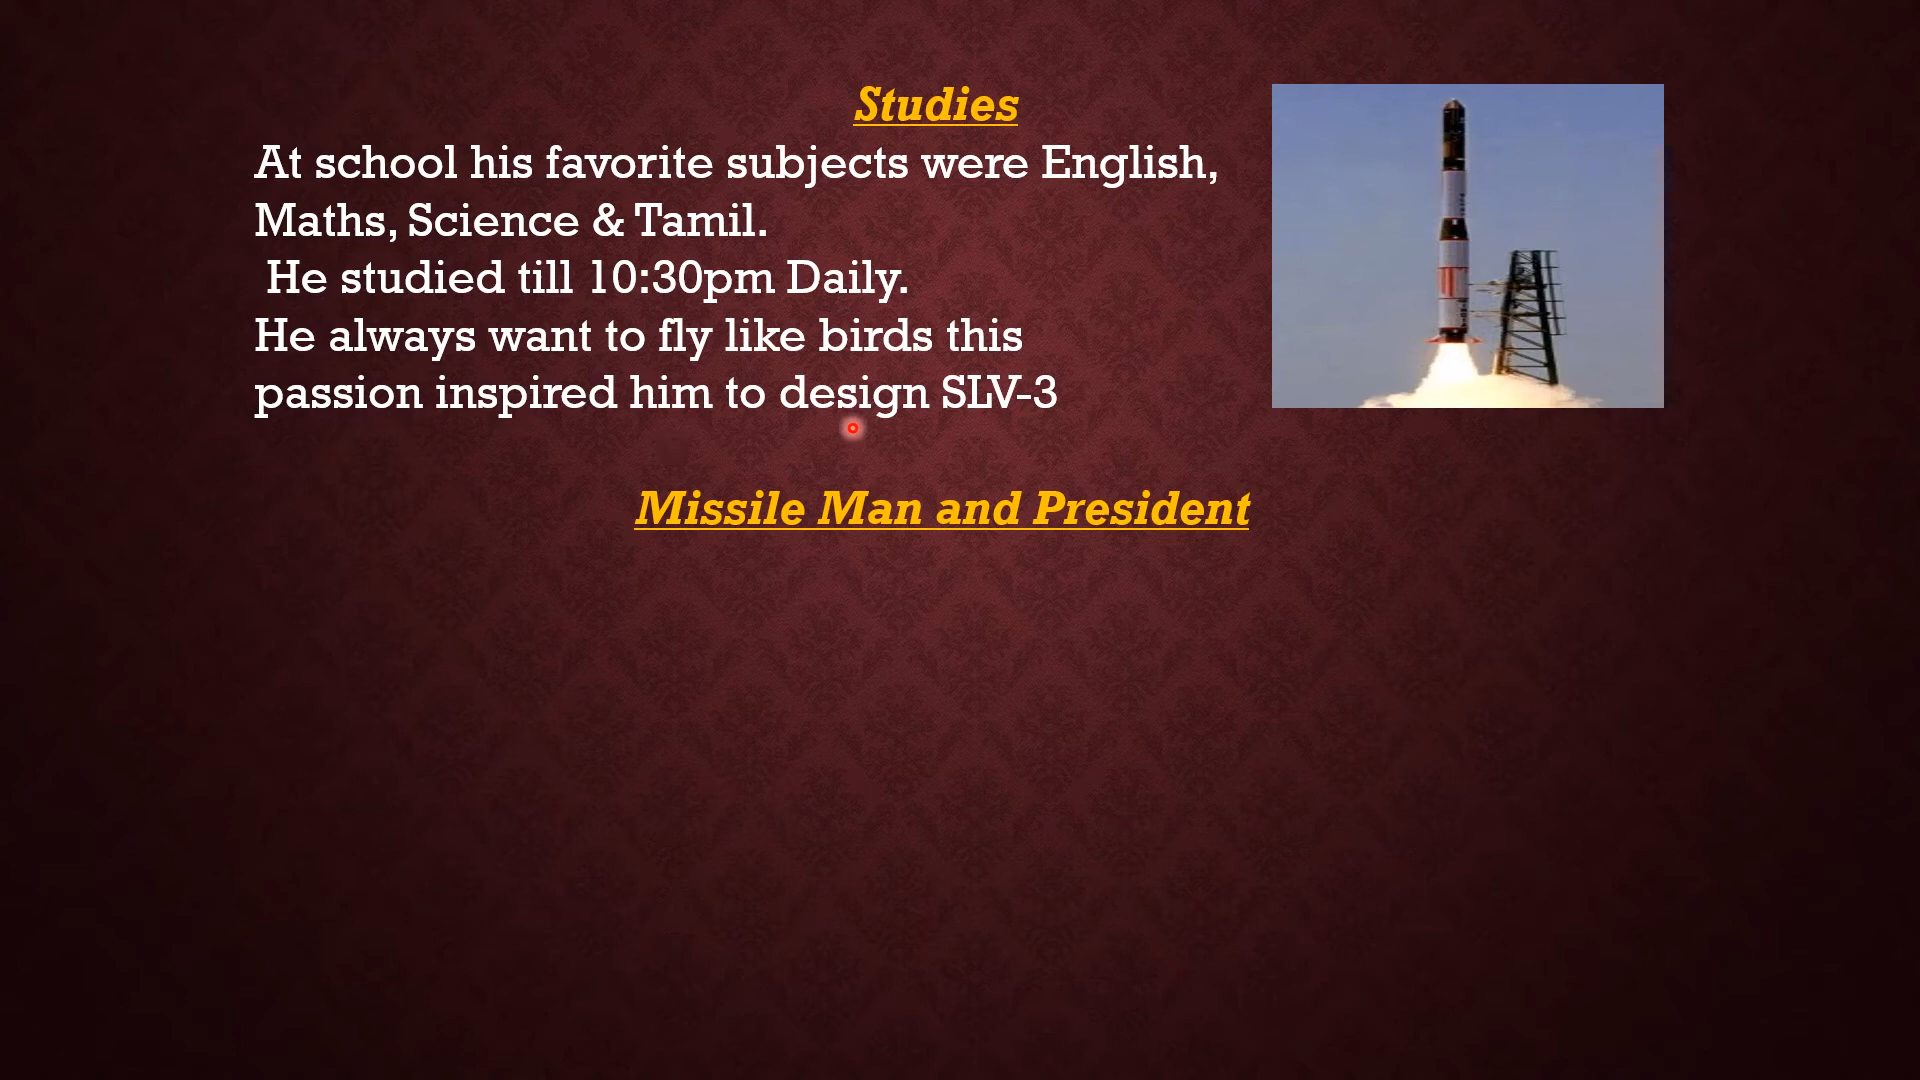 Studies
At school his favorite subjects were English,
Maths, Science & Tamil.
He studied till 10:30pm Daily.
He always want to fly like birds this
passion inspired him to design SLV-3
Missile Man and President